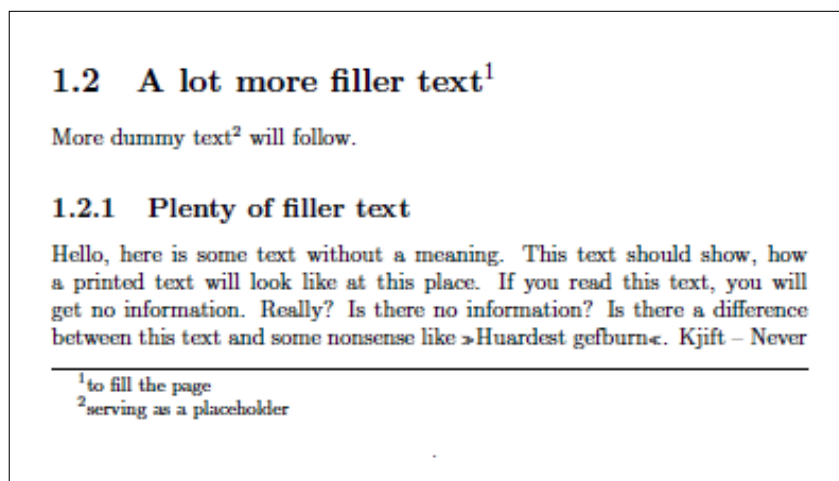 1.2 A lot more filler text¹
More dummy text² will follow.
1.2.1 Plenty of filler text
Hello, here is some text without a meaning. This text should show, how
a printed text will look like at this place. If you read this text, you will
get no information. Really? Is there no information? Is there a difference
between this text and some nonsense like »Huardest gefburn«. Kjift – Never
¹to fill the page
²serving as a placeholder